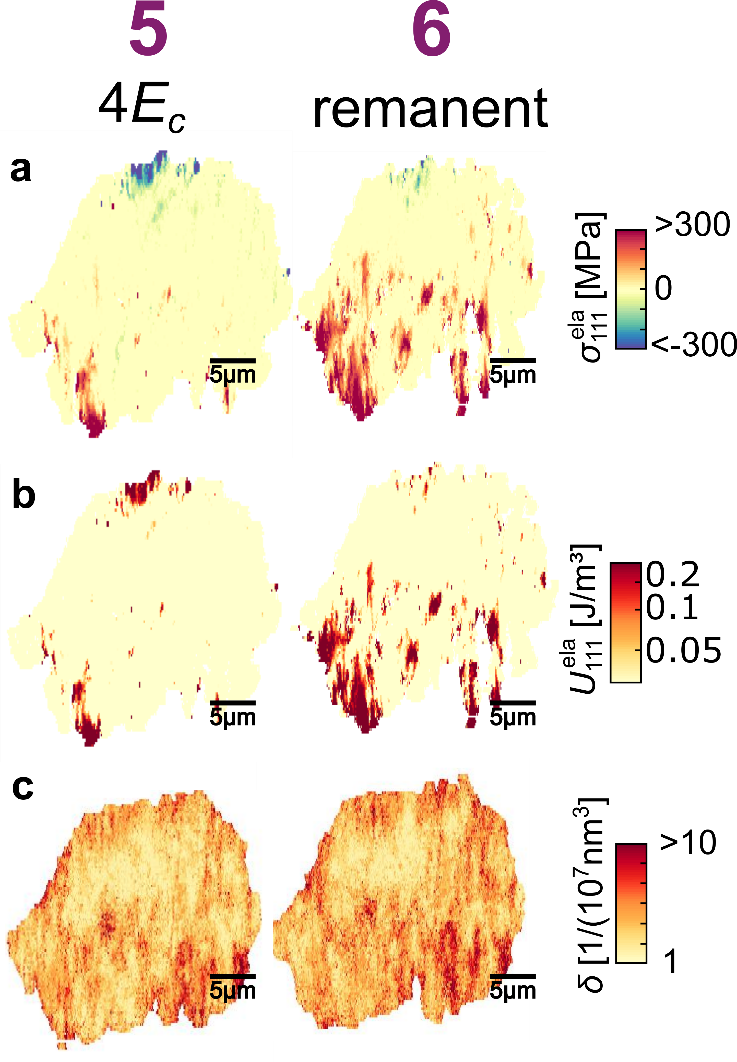 5 6
4E_c remanent
a
σ^ela_111 [MPa]
>300
0
<-300
5μm 5μm
b
U^ela_111 [J/m³]
0.2
0.1
0.05
5μm 5μm
c
δ [1/(10⁷nm³)]
>10
1
5μm 5μm